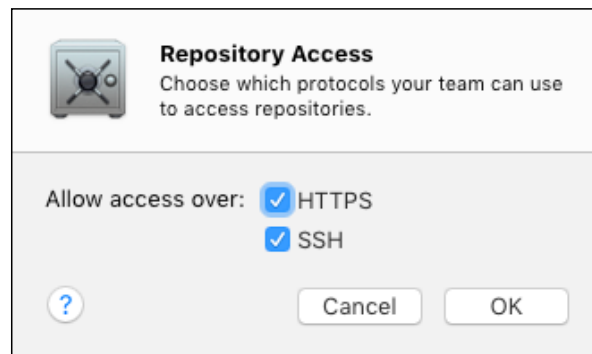 Repository Access
Choose which protocols your team can use
to access repositories.
Allow access over: HTTPS
SSH
? Cancel OK